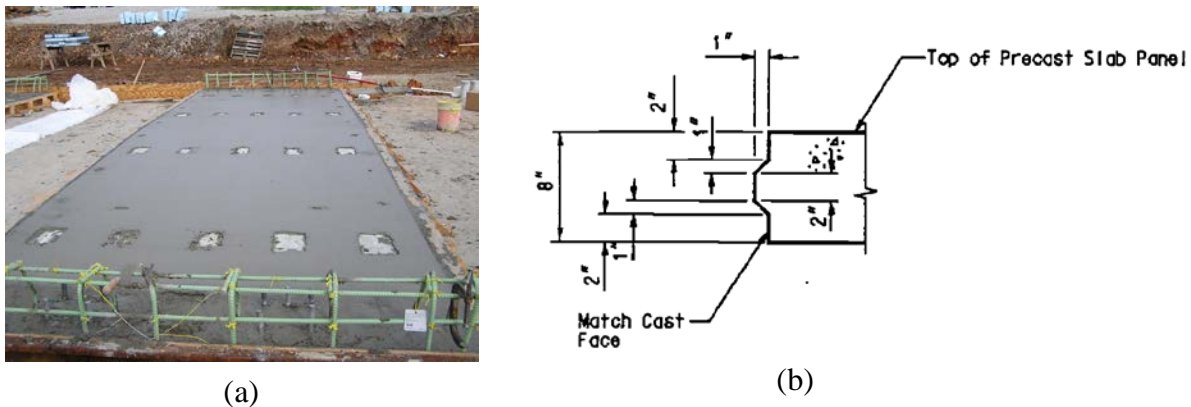 1"
Top of Precast Slab Panel
2"
1"
8"
2"
1"
2"
Match Cast
Face
(a)
(b)